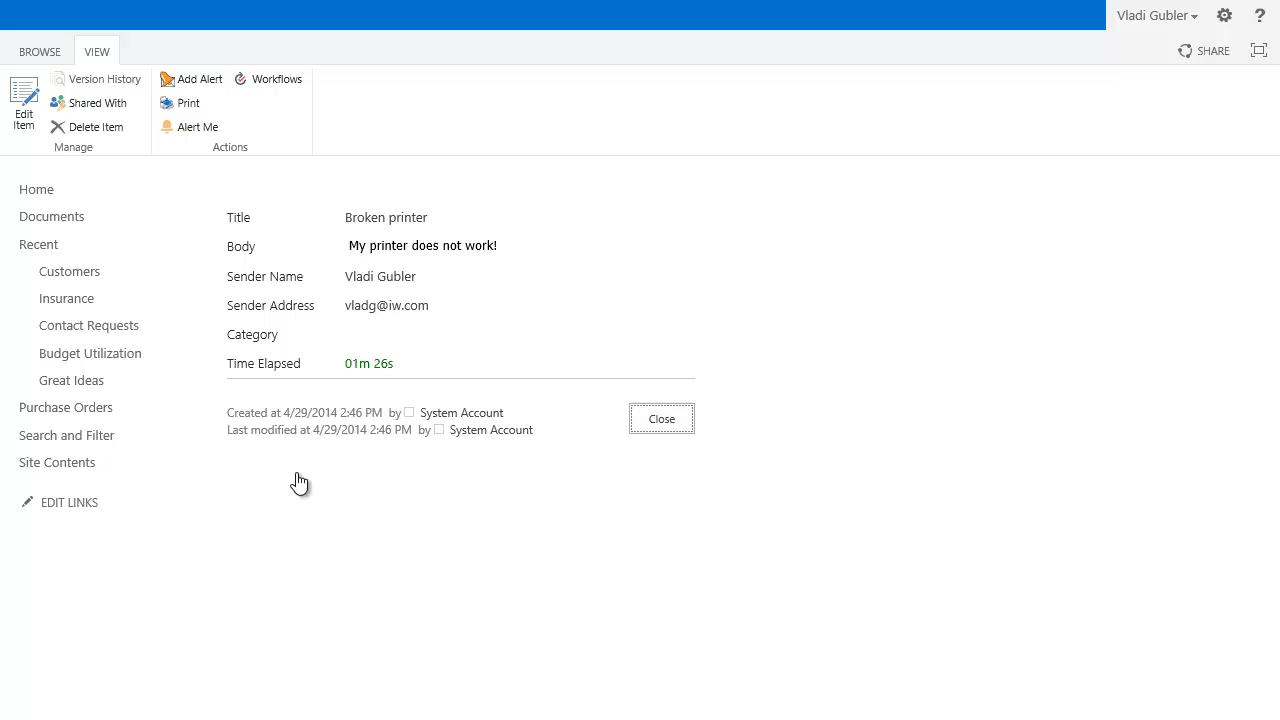 Vladi Gubler
?
BROWSE VIEW SHARE
Edit Item
Version History
Shared With
Delete Item
Manage
Add Alert Workflows
Print
Alert Me
Actions
Home
Documents
Recent
Customers
Insurance
Contact Requests
Budget Utilization
Great Ideas
Purchase Orders
Search and Filter
Site Contents
EDIT LINKS
Title Broken printer
Body My printer does not work!
Sender Name Vladi Gubler
Sender Address vladg@iw.com
Category
Time Elapsed 01m 26s
Created at 4/29/2014 2:46 PM by System Account
Last modified at 4/29/2014 2:46 PM by System Account
Close